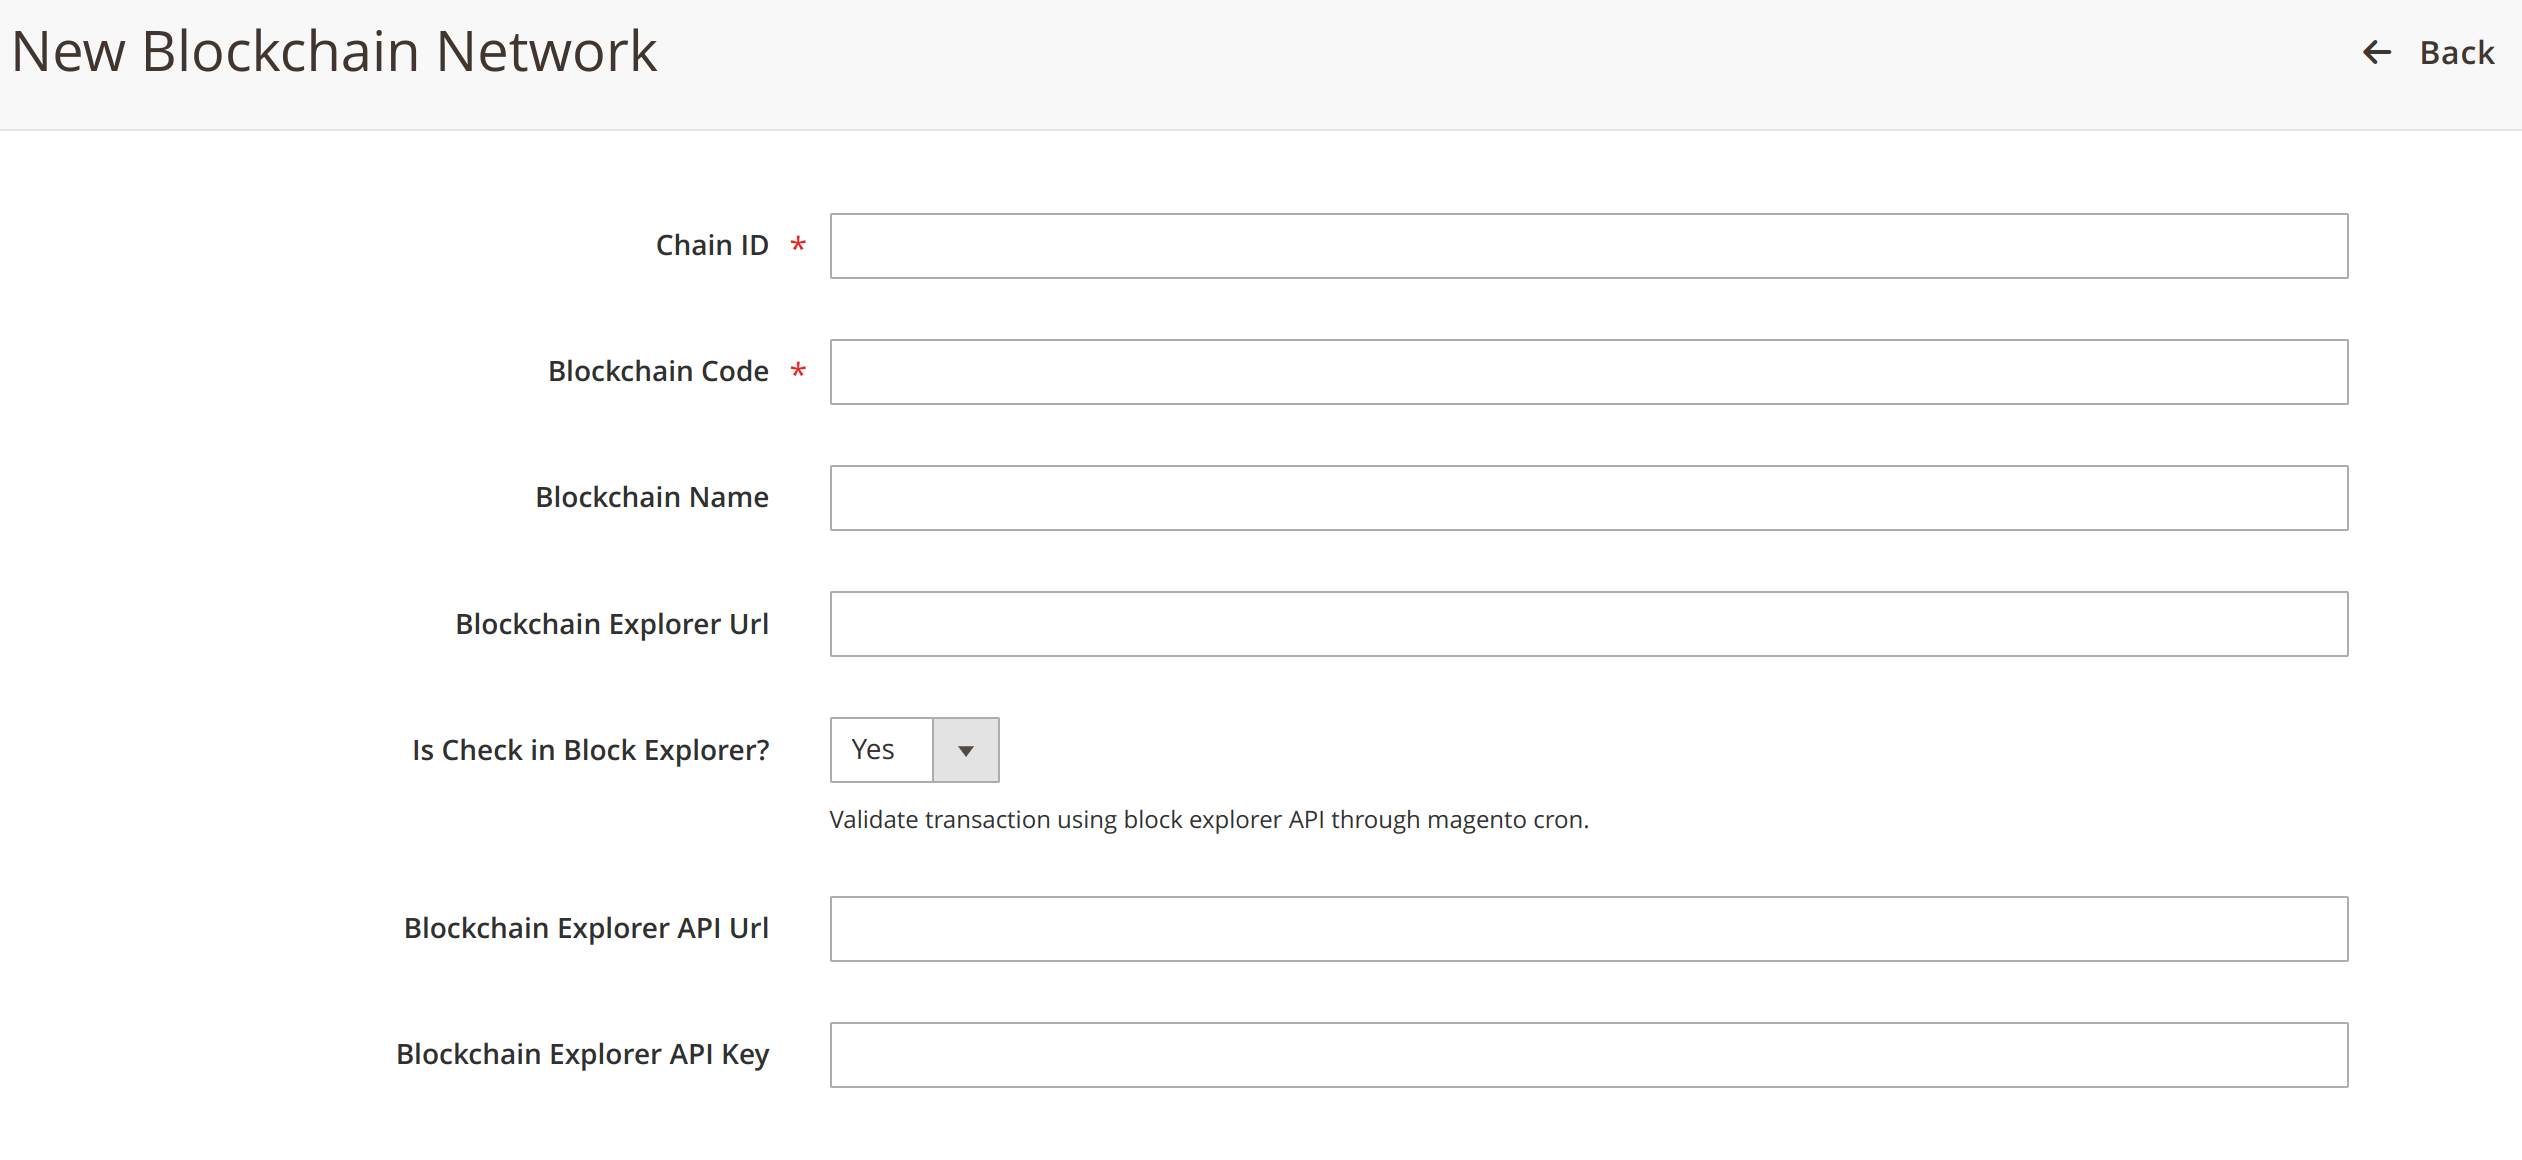 New Blockchain Network
Back
Chain ID *
Blockchain Code *
Blockchain Name
Blockchain Explorer Url
Is Check in Block Explorer?
Yes
Validate transaction using block explorer API through magento cron.
Blockchain Explorer API Url
Blockchain Explorer API Key